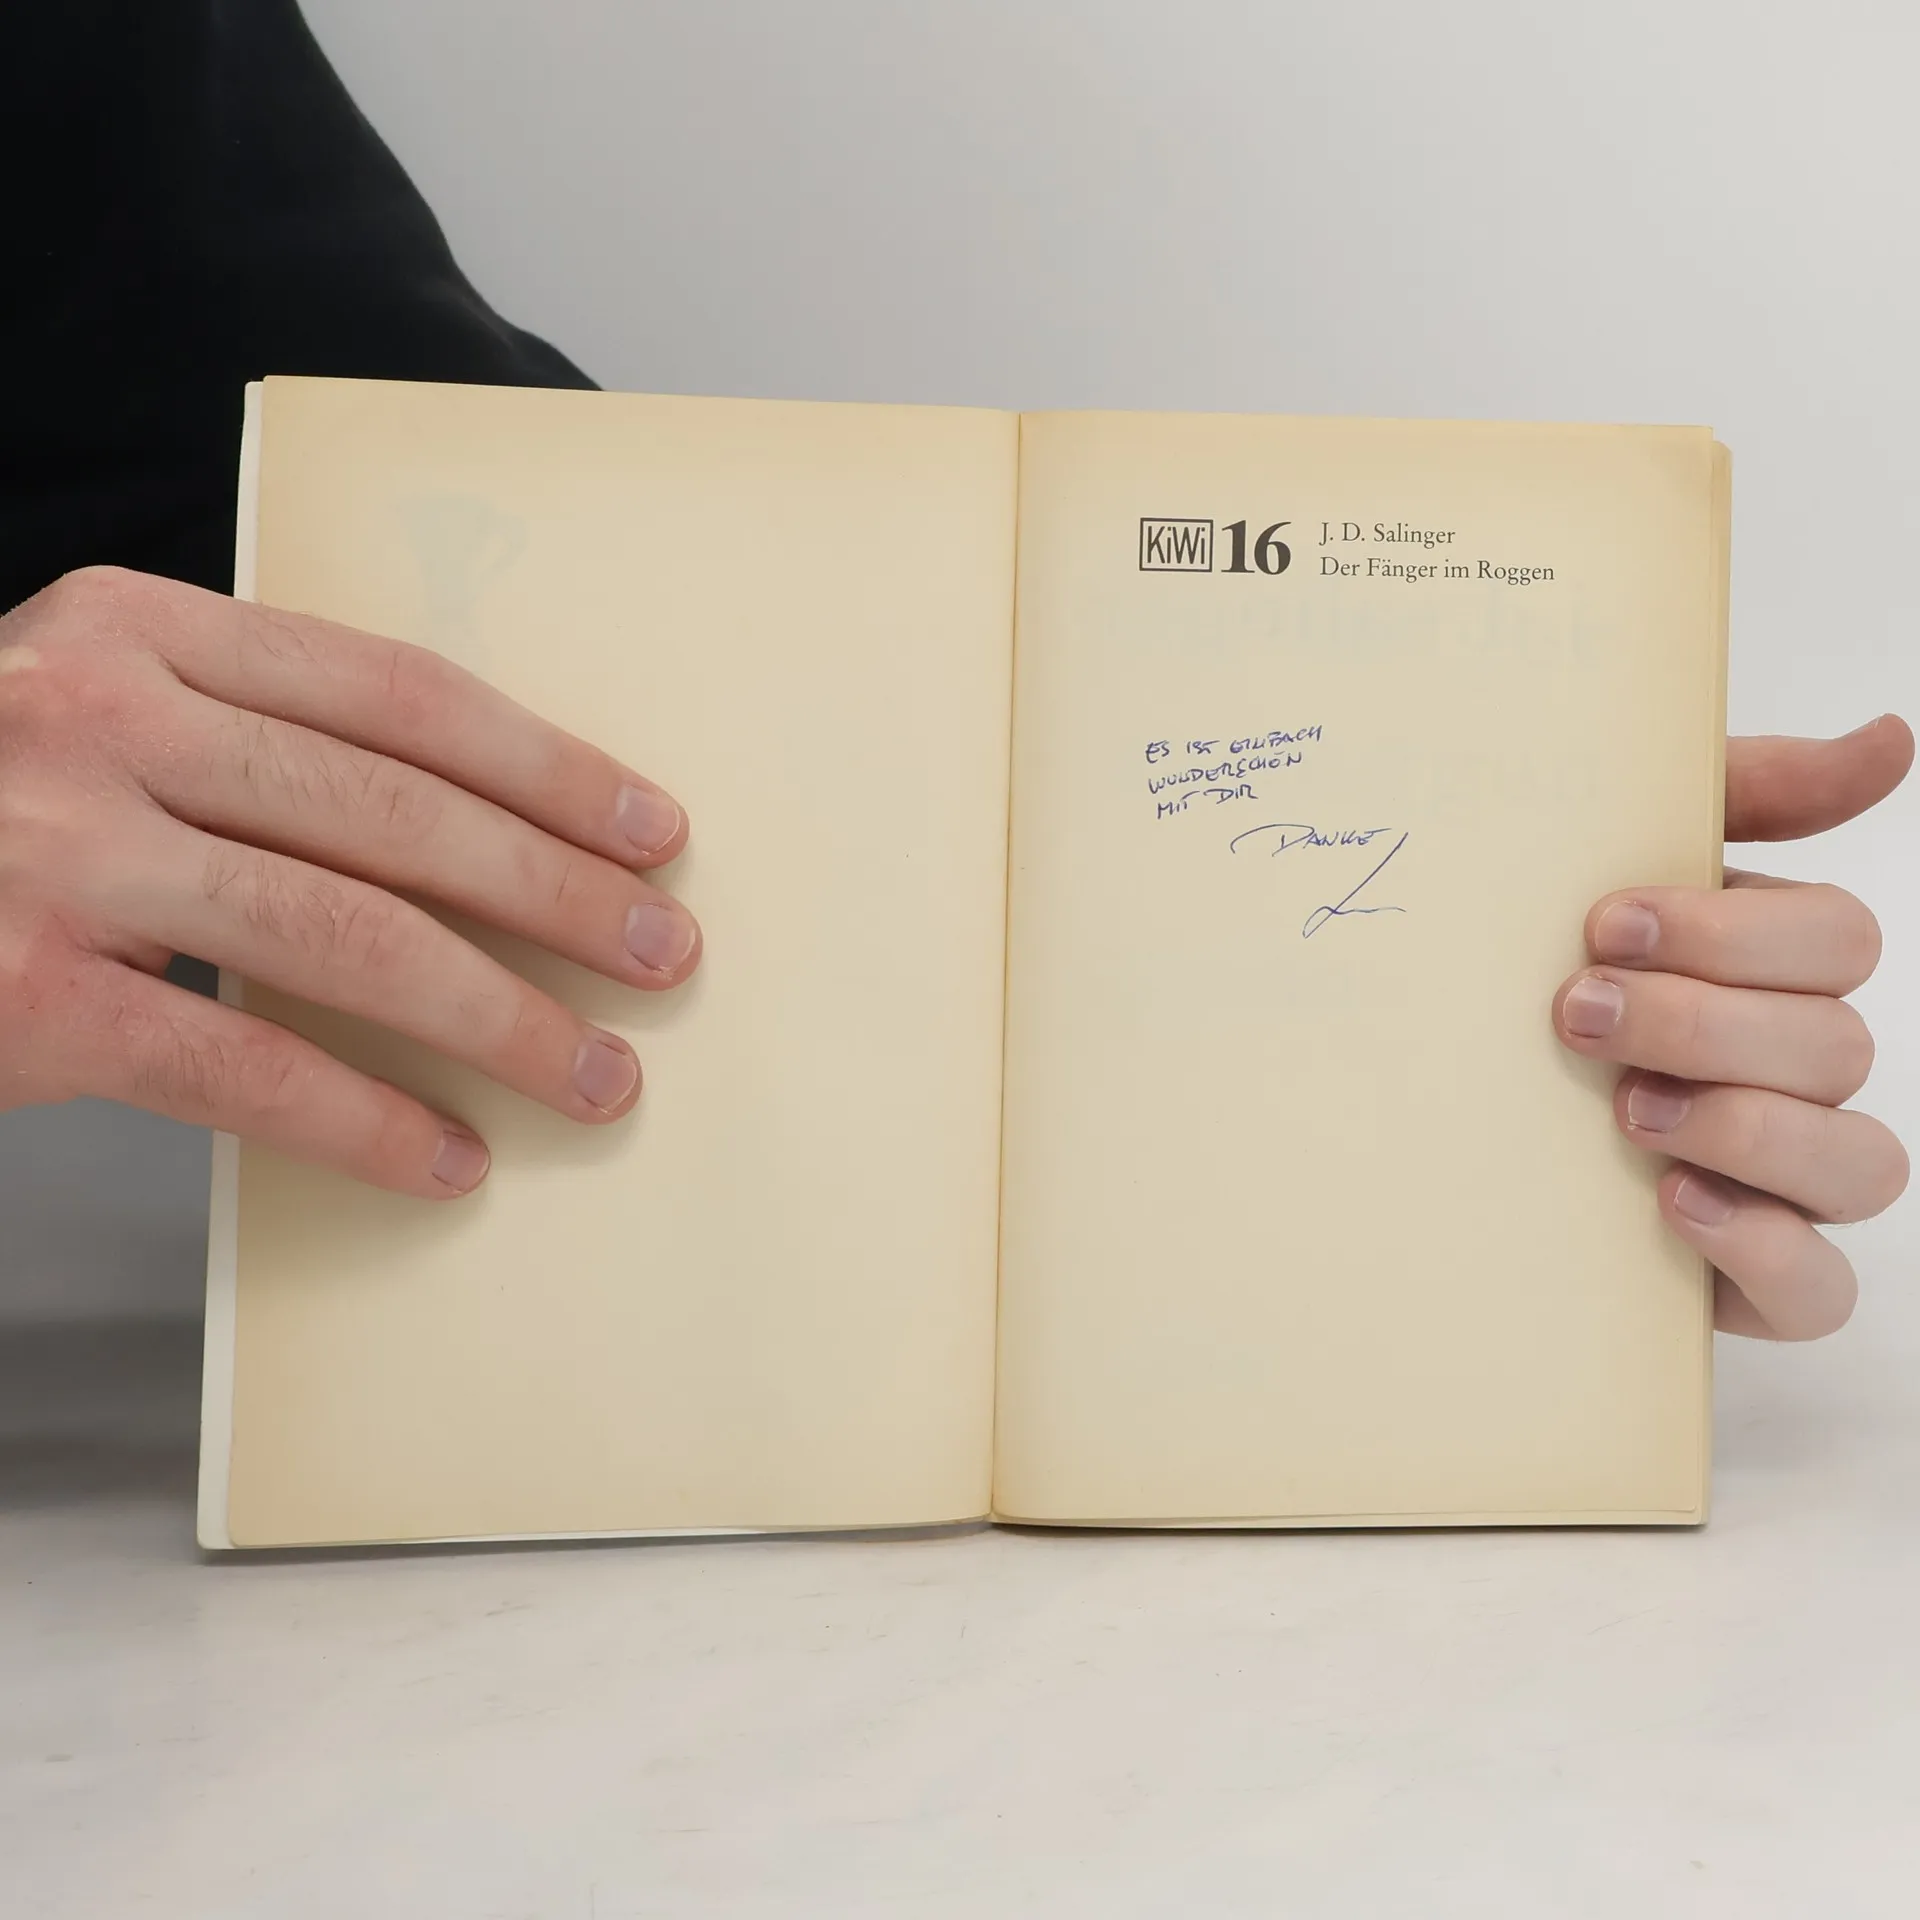 KiWi 16 J. D. Salinger
Der Fänger im Roggen
ES IST EINFACH
WUNDERSCHÖN
MIT DIR
DANKE